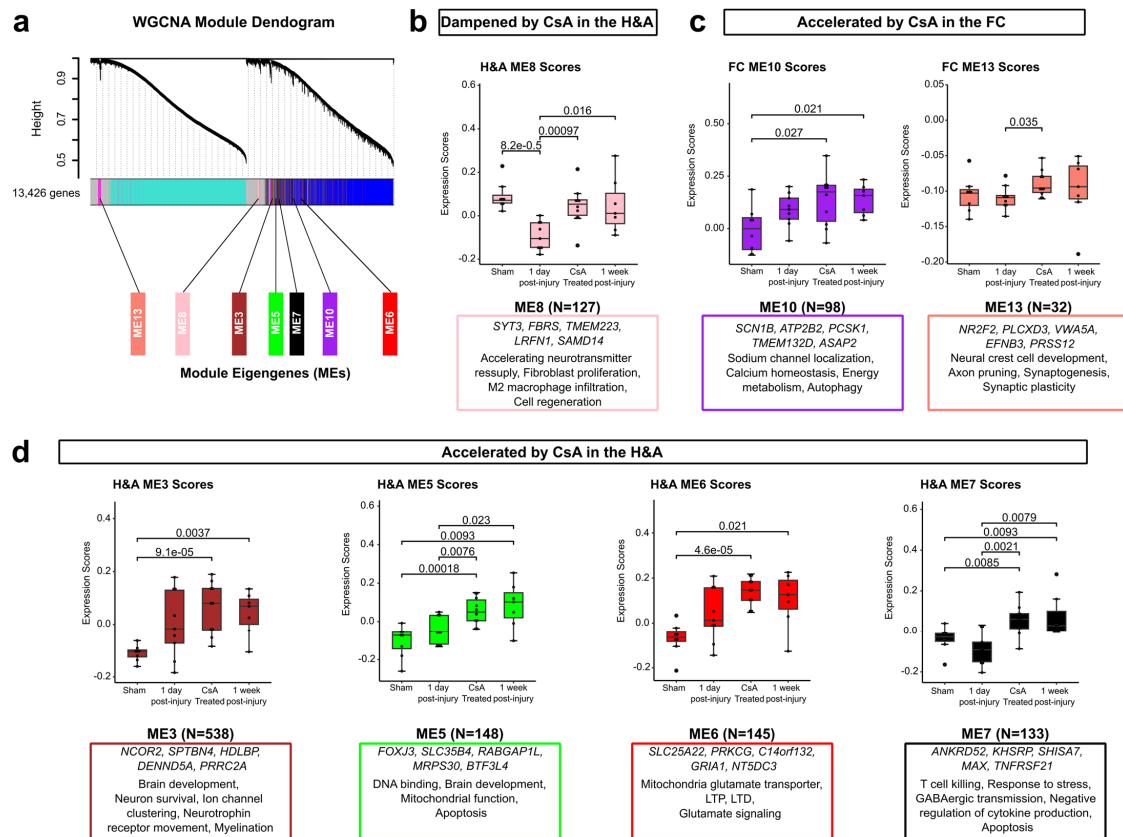 a
WGCNA Module Dendogram
Height
0.9
0.7
0.5
13,426 genes
ME13
ME8
ME3
ME5
ME7
ME10
ME6
Module Eigengenes (MEs)
b
Dampened by CsA in the H&A
H&A ME8 Scores
Expression Scores
0.6
0.4
0.2
0.0
-0.2
8.2e-0.5
0.00097
0.016
Sham
1 day
post-injury
CsA
Treated
1 week
post-injury
ME8 (N=127)
SYT3, FBRS, TMEM223,
LRFN1, SAMD14
Accelerating neurotransmitter
ressuply, Fibroblast proliferation,
M2 macrophage infiltration,
Cell regeneration
c
Accelerated by CsA in the FC
FC ME10 Scores
Expression Scores
0.50
0.25
0.00
0.021
0.027
Sham
1 day
post-injury
CsA
Treated
1 week
post-injury
ME10 (N=98)
SCN1B, ATP2B2, PCSK1,
TMEM132D, ASAP2
Sodium channel localization,
Calcium homeostasis, Energy
metabolism, Autophagy
FC ME13 Scores
Expression Scores
0.00
-0.05
-0.10
-0.15
-0.20
0.035
Sham
1 day
post-injury
CsA
Treated
1 week
post-injury
ME13 (N=32)
NR2F2, PLCXD3, VWA5A,
EFNB3, PRSS12
Neural crest cell development,
Axon pruning, Synaptogenesis,
Synaptic plasticity
d
Accelerated by CsA in the H&A
H&A ME3 Scores
Expression Scores
0.4
0.1
-0.2
0.0037
9.1e-05
Sham
1 day
post-injury
CsA
Treated
1 week
post-injury
ME3 (N=538)
NCOR2, SPTBN4, HDLBP,
DENND5A, PRRC2A
Brain development,
Neuron survival, Ion channel
clustering, Neurotrophin
receptor movement, Myelination
H&A ME5 Scores
Expression Scores
0.6
0.4
0.2
0.0
-0.2
0.023
0.0093
0.0076
0.00018
Sham
1 day
post-injury
CsA
Treated
1 week
post-injury
ME5 (N=148)
FOXJ3, SLC35B4, RABGAP1L,
MRPS30, BTF3L4
DNA binding, Brain development,
Mitochondrial function,
Apoptosis
H&A ME6 Scores
Expression Scores
0.4
0.2
0.0
-0.2
0.021
4.6e-05
Sham
1 day
post-injury
CsA
Treated
1 week
post-injury
ME6 (N=145)
SLC25A22, PRKCG, C14orf132,
GRIA1, NT5DC3
Mitochondria glutamate transporter,
LTP, LTD,
Glutamate signaling
H&A ME7 Scores
Expression Scores
0.6
0.4
0.2
0.0
-0.2
0.0079
0.0093
0.0021
0.0085
Sham
1 day
post-injury
CsA
Treated
1 week
post-injury
ME7 (N=133)
ANKRD52, KHSRP, SHISA7,
MAX, TNFRSF21
T cell killing, Response to stress,
GABAergic transmission, Negative
regulation of cytokine production,
Apoptosis